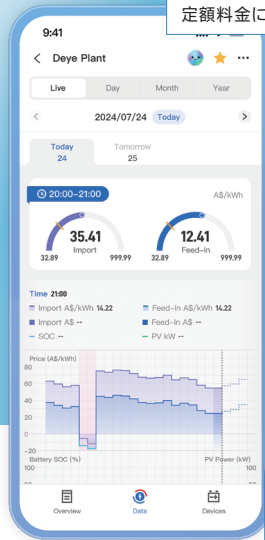 定額料金に
9:41
Deye Plant
Live Day Month Year
2024/07/24 Today
Today Tomorrow
24 25
20:00–21:00 A$/kWh
35.41 12.41
Import Feed–In
32.89 999.99 32.89 999.99
Time 21:00
Import A$/kWh 14.22 Feed–In A$/kWh 14.22
Import A$ -- Feed–In A$ --
SOC -- PV kW --
Price (A$/kWh)
80
60
40
20
0
–20
Battery SOC (%) PV Power (kW)
100 100
Overview Data Devices